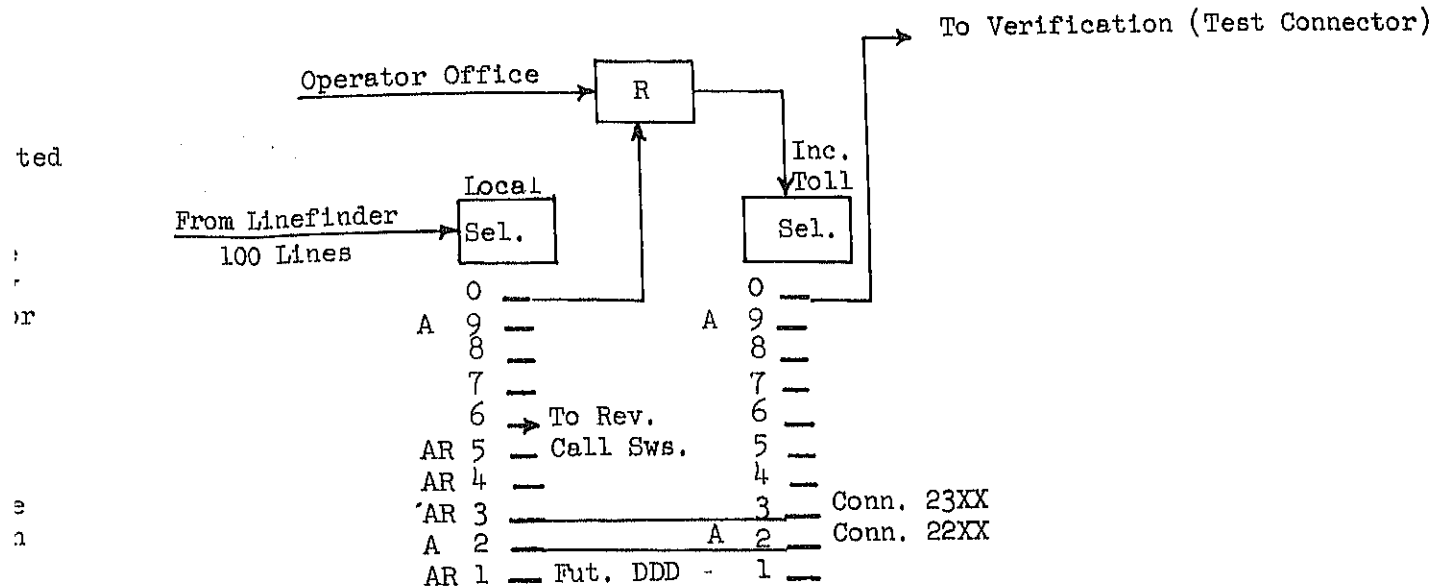 To Verification (Test Connector)
Operator Office
R
ted
Inc.
Toll
Local
From Linefinder
100 Lines
Sel.
Sel.
0
0
A 9
A 9
8
8
7
7
6 To Rev.
6
AR 5 Call Sws.
5
AR 4
4
AR 3
3 Conn. 23XX
A 2
A 2 Conn. 22XX
AR 1 Fut. DDD -
1